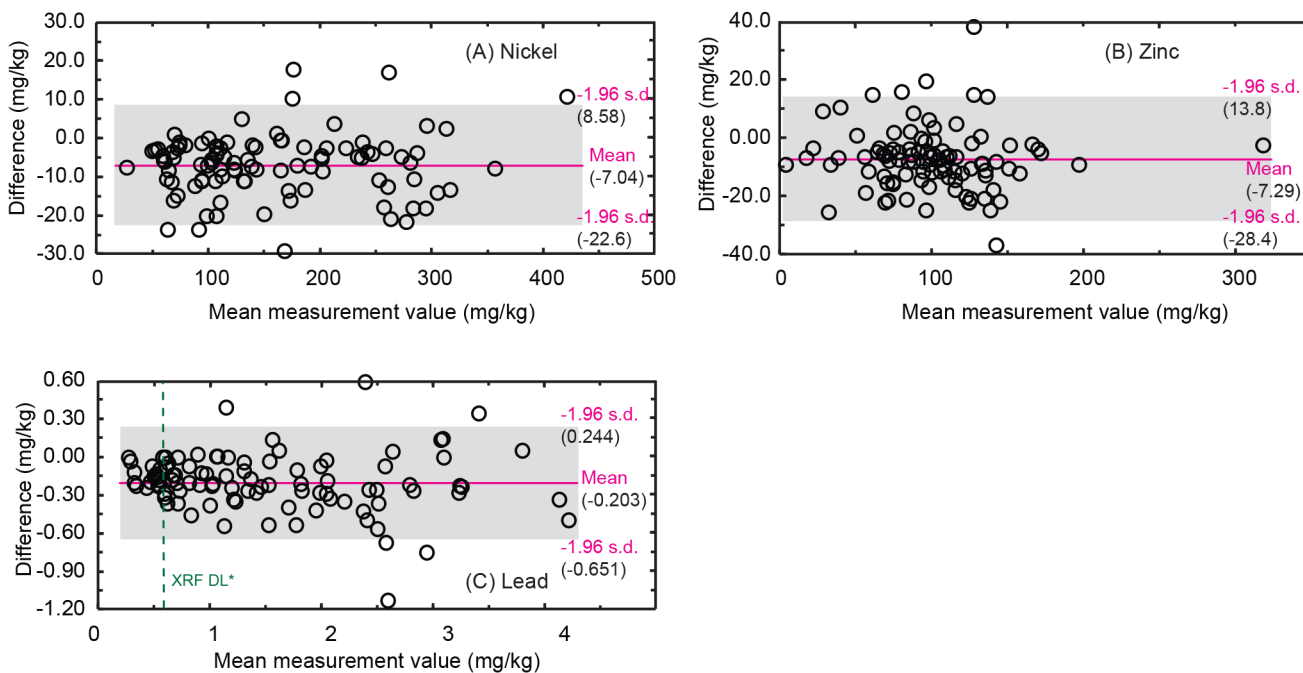 30.0
20.0
10.0
0.0
-10.0
-20.0
-30.0
Difference (mg/kg)
(A) Nickel
-1.96 s.d.
(8.58)
Mean
(-7.04)
-1.96 s.d.
(-22.6)
0 100 200 300 400 500
Mean measurement value (mg/kg)
40.0
20.0
-0.00
-20.0
-40.0
Difference (mg/kg)
(B) Zinc
-1.96 s.d.
(13.8)
Mean
(-7.29)
-1.96 s.d.
(-28.4)
0 100 200 300
Mean measurement value (mg/kg)
0.60
0.30
0.00
-0.30
-0.60
-0.90
-1.20
Difference (mg/kg)
-1.96 s.d.
(0.244)
Mean
(-0.203)
-1.96 s.d.
(-0.651)
XRF DL*
(C) Lead
0 1 2 3 4
Mean measurement value (mg/kg)